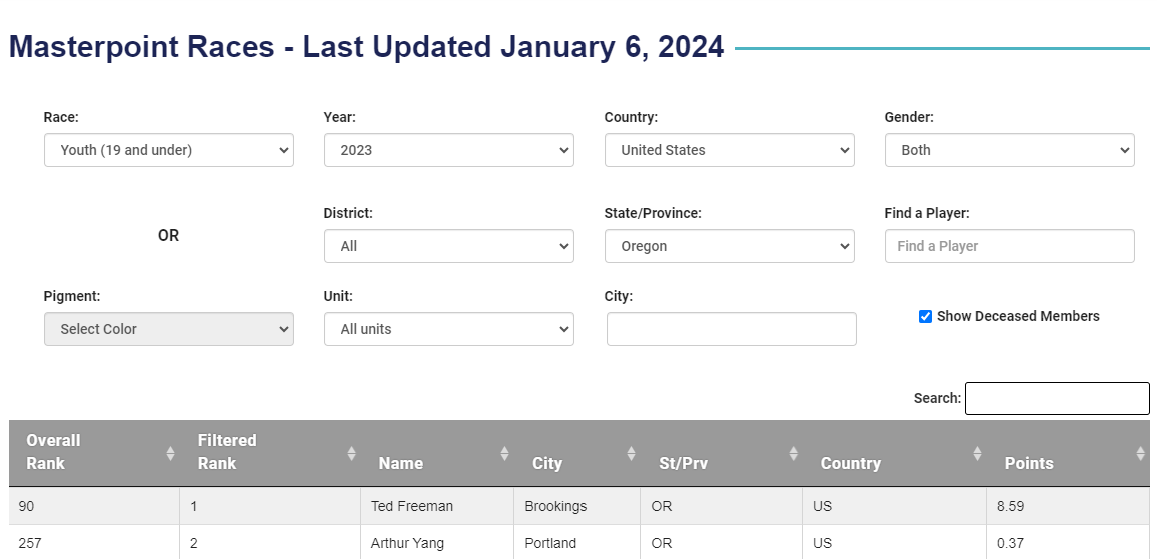 Masterpoint Races - Last Updated January 6, 2024
Race: Year: Country: Gender:
Youth (19 and under) 2023 United States Both
District: State/Province: Find a Player:
OR All Oregon Find a Player
Pigment: Unit: City:
Select Color All units Show Deceased Members
Search:
Overall Rank Filtered Rank Name City St/Prv Country Points
90 1 Ted Freeman Brookings OR US 8.59
257 2 Arthur Yang Portland OR US 0.37